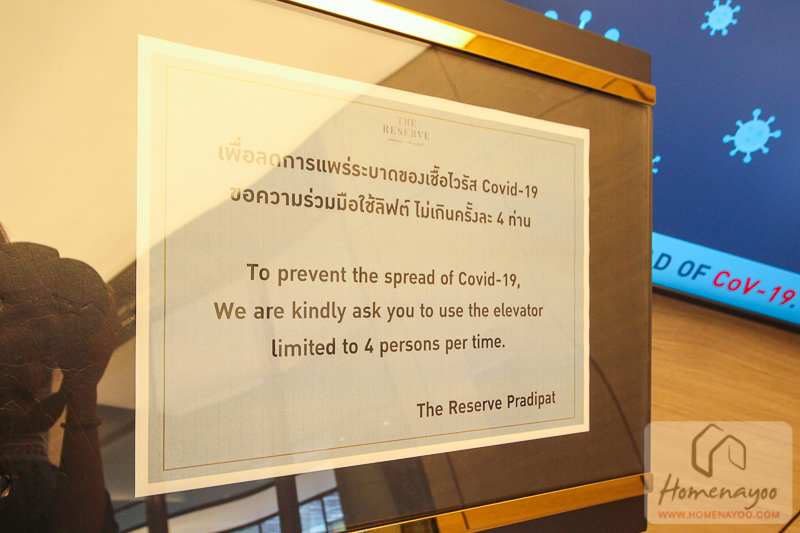 THE
RESERVE
เพื่อลดการแพร่ระบาดของเชื้อไวรัส Covid-19
ขอความร่วมมือใช้ลิฟต์ ไม่เกินครั้งละ 4 ท่าน
To prevent the spread of Covid-19,
We are kindly ask you to use the elevator
limited to 4 persons per time.
The Reserve Pradipat
D OF CoV-19.
Homenayoo
WWW.HOMENAYOO.COM